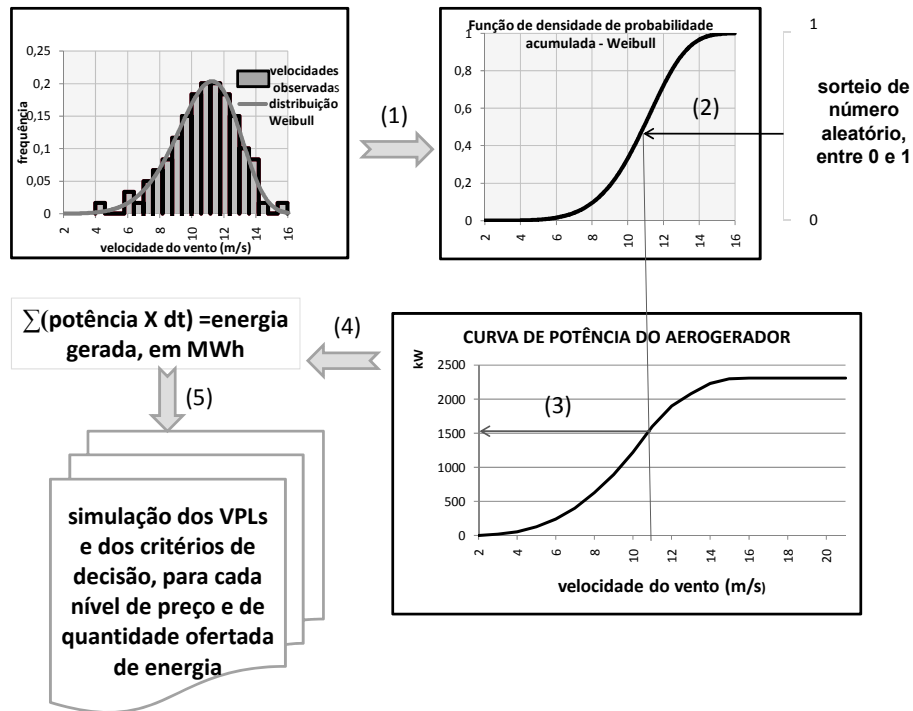 0,25
0,2
0,15
0,1
0,05
0
frequência
velocidades
observadas
distribuição
Weibull
2 4 6 8 10 12 14 16
velocidade do vento (m/s)
(1)
Função de densidade de probabilidade
acumulada - Weibull
1
0,8
0,6
0,4
0,2
0
2 4 6 8 10 12 14 16
(2)
1
sorteio de
número
aleatório,
entre 0 e 1
0
∑(potência X dt) =energia
gerada, em MWh
(4)
(5)
simulação dos VPLs
e dos critérios de
decisão, para cada
nível de preço e de
quantidade ofertada
de energia
CURVA DE POTÊNCIA DO AEROGERADOR
kW
2500
2000
1500
1000
500
0
(3)
2 4 6 8 10 12 14 16 18 20
velocidade do vento (m/s)